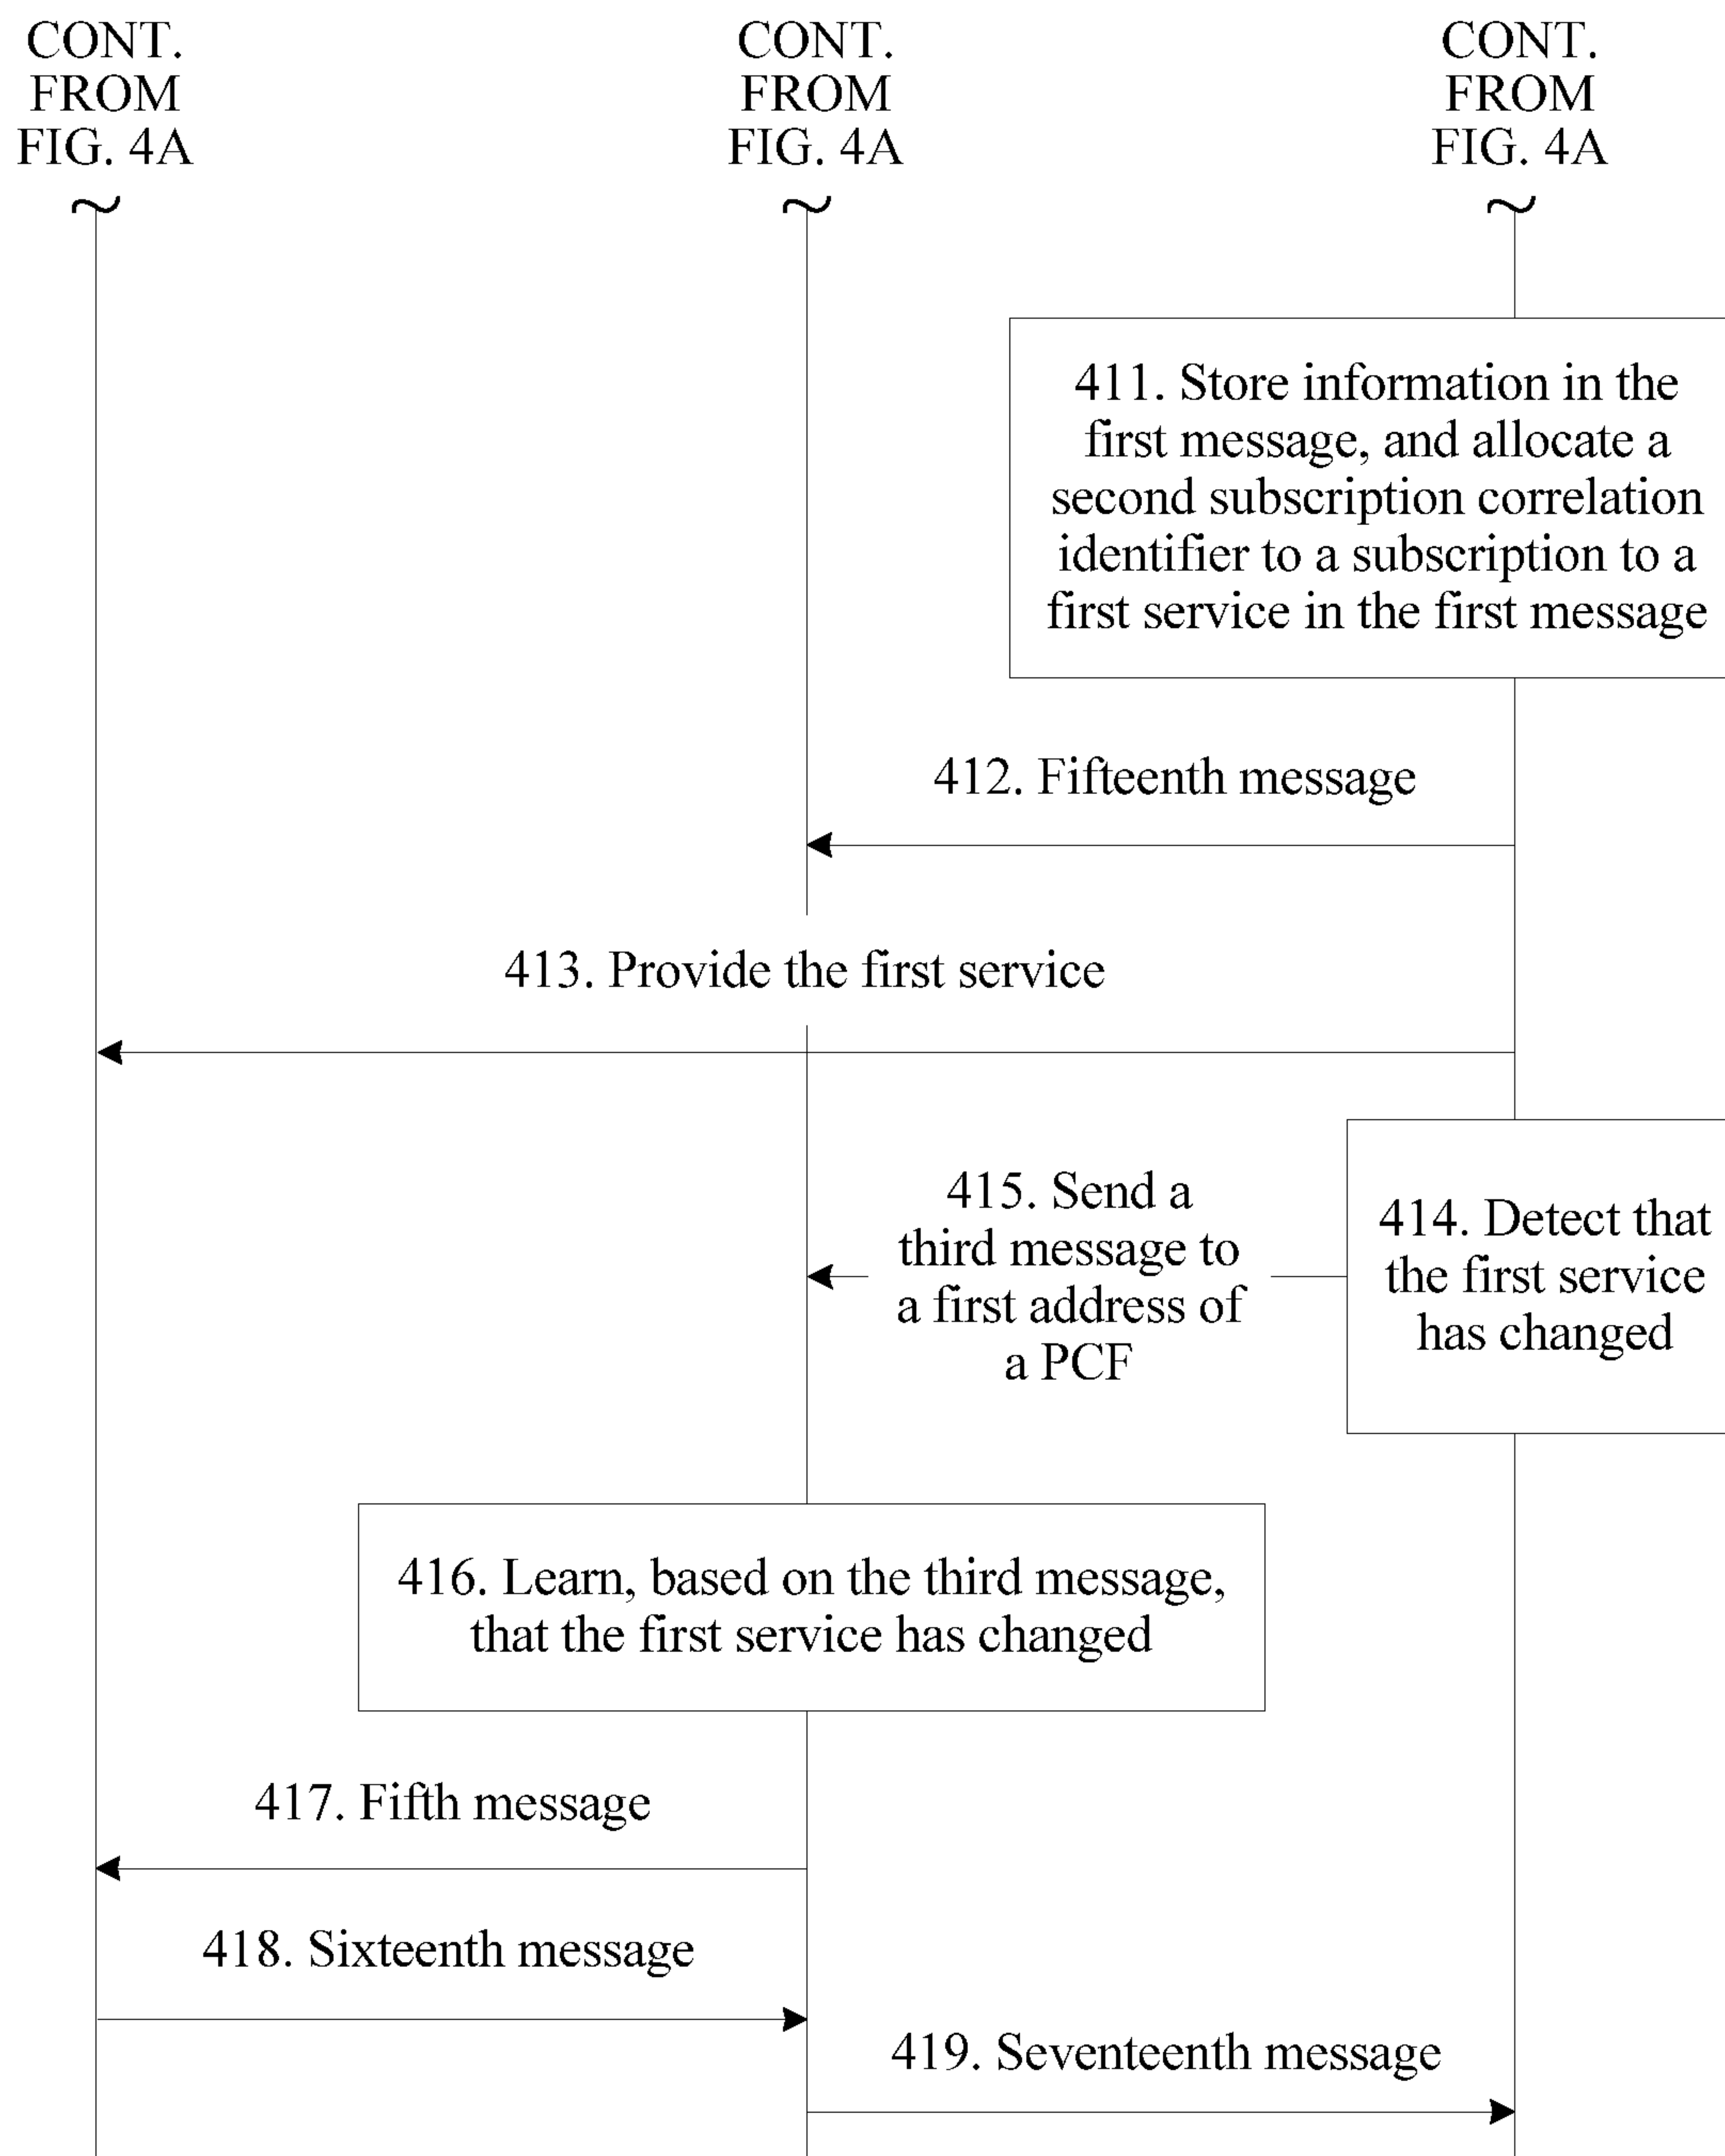 CONT.
FROM
FIG. 4A
CONT.
FROM
FIG. 4A
CONT.
FROM
FIG. 4A
411. Store information in the
first message, and allocate a
second subscription correlation
identifier to a subscription to a
first service in the first message
412. Fifteenth message
413. Provide the first service
415. Send a
third message to
a first address of
a PCF
414. Detect that
the first service
has changed
416. Learn, based on the third message,
that the first service has changed
417. Fifth message
418. Sixteenth message
419. Seventeenth message